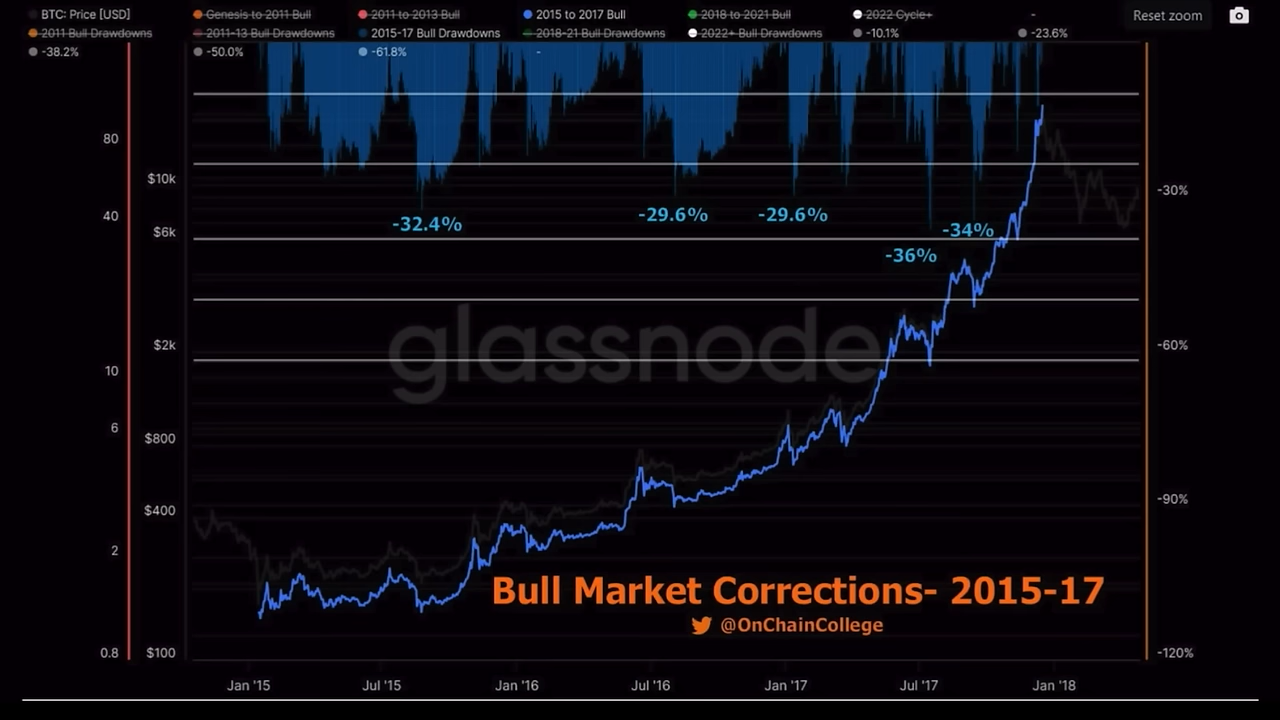 BTC: Price [USD] Genesis to 2011 Bull 2011 to 2013 Bull 2015 to 2017 Bull 2018 to 2021 Bull 2022 Cycle+ - Reset zoom
2011 Bull Drawdowns 2011-13 Bull Drawdowns 2015-17 Bull Drawdowns 2018-21 Bull Drawdowns 2022+ Bull Drawdowns -10.1% -23.6%
-38.2% -50.0% -61.8% -
80
$10k
-30%
40
-32.4% -29.6% -29.6%
$6k
-34%
-36%
glassnode
$2k
-60%
10
6
$800
-90%
$400
2
Bull Market Corrections- 2015-17
@OnChainCollege
0.8 $100 -120%
Jan '15 Jul '15 Jan '16 Jul '16 Jan '17 Jul '17 Jan '18